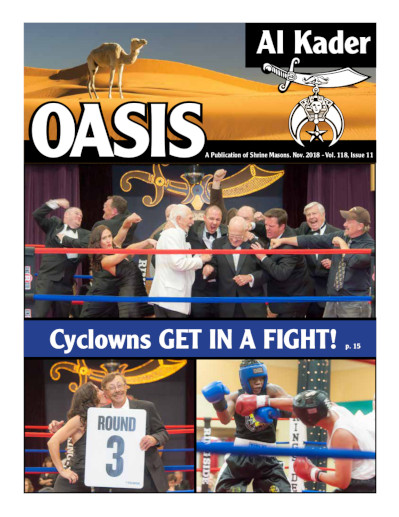 Al Kader
OASIS
A Publication of Shrine Masons. Nov. 2018 - Vol. 118, Issue 11
Cyclowns GET IN A FIGHT! p. 15
ROUND
3